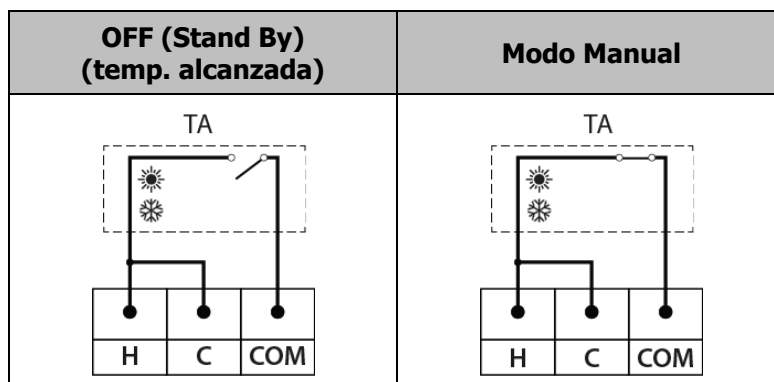 OFF (Stand By)
(temp. alcanzada)
Modo Manual
TA
TA
H C COM
H C COM